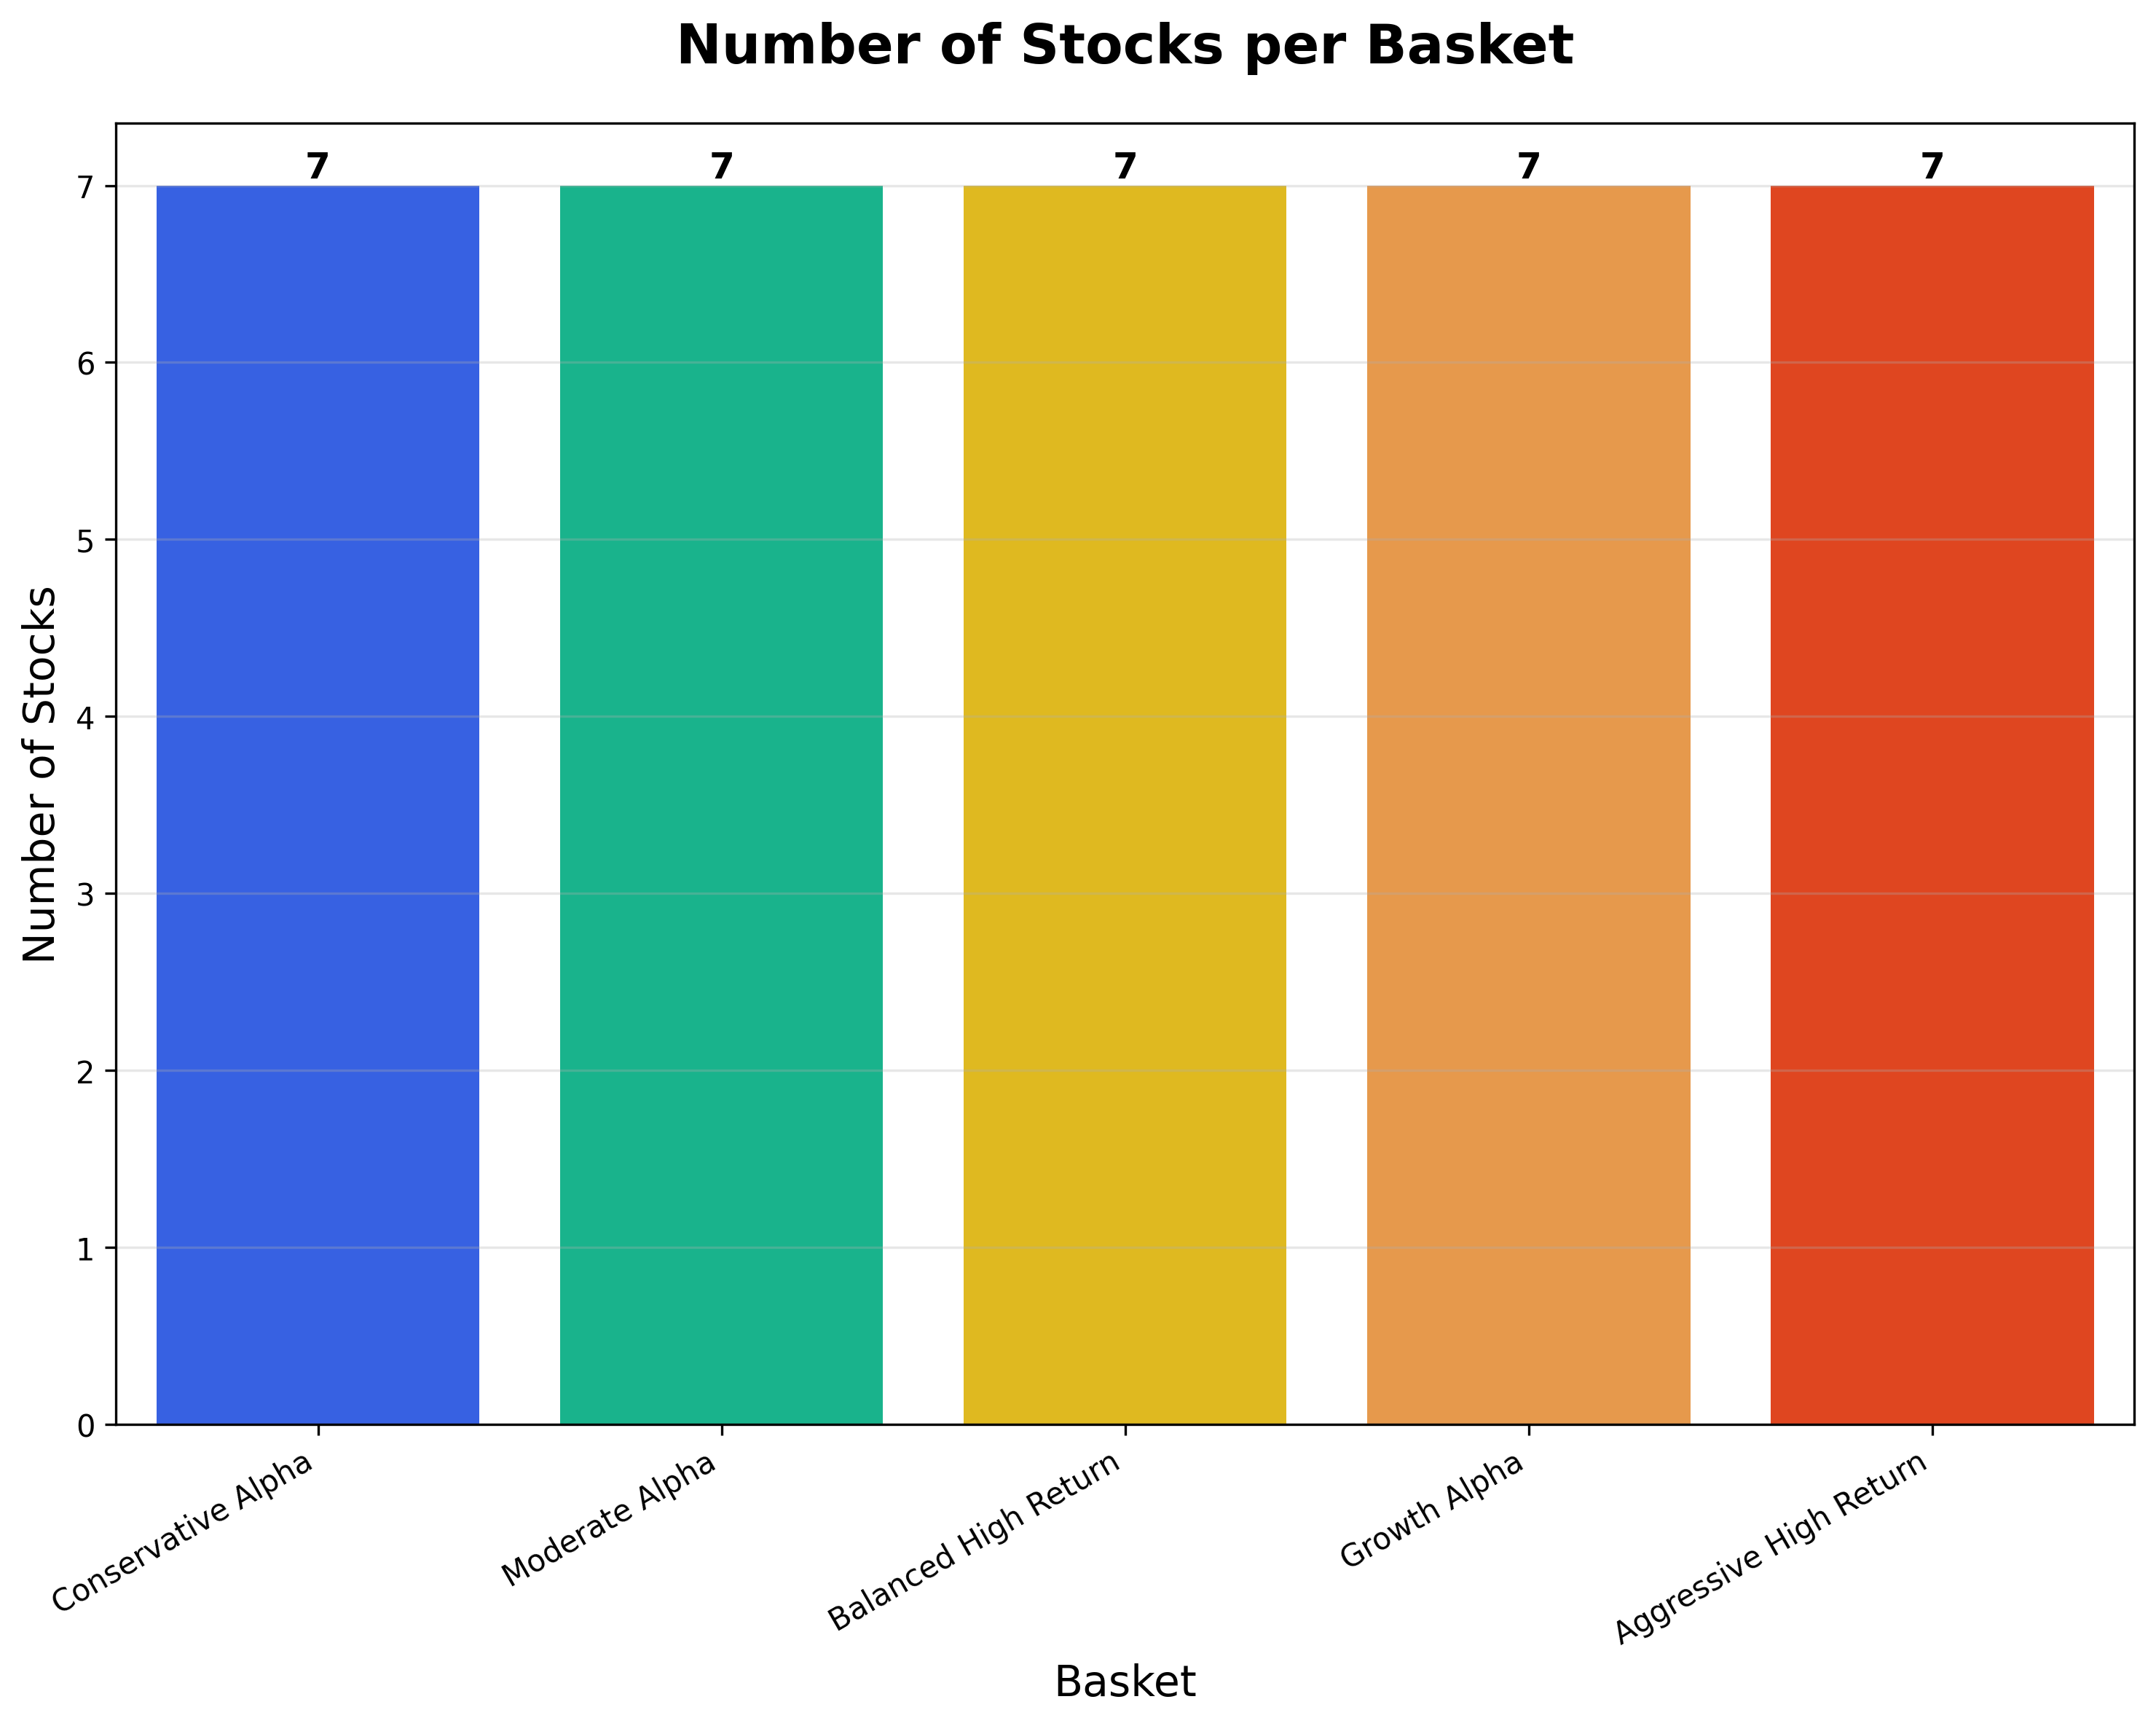 Number of Stocks per Basket
7
7
7
7
7
Number of Stocks
7
6
5
4
3
2
1
0
Conservative Alpha
Moderate Alpha
Balanced High Return
Growth Alpha
Aggressive High Return
Basket